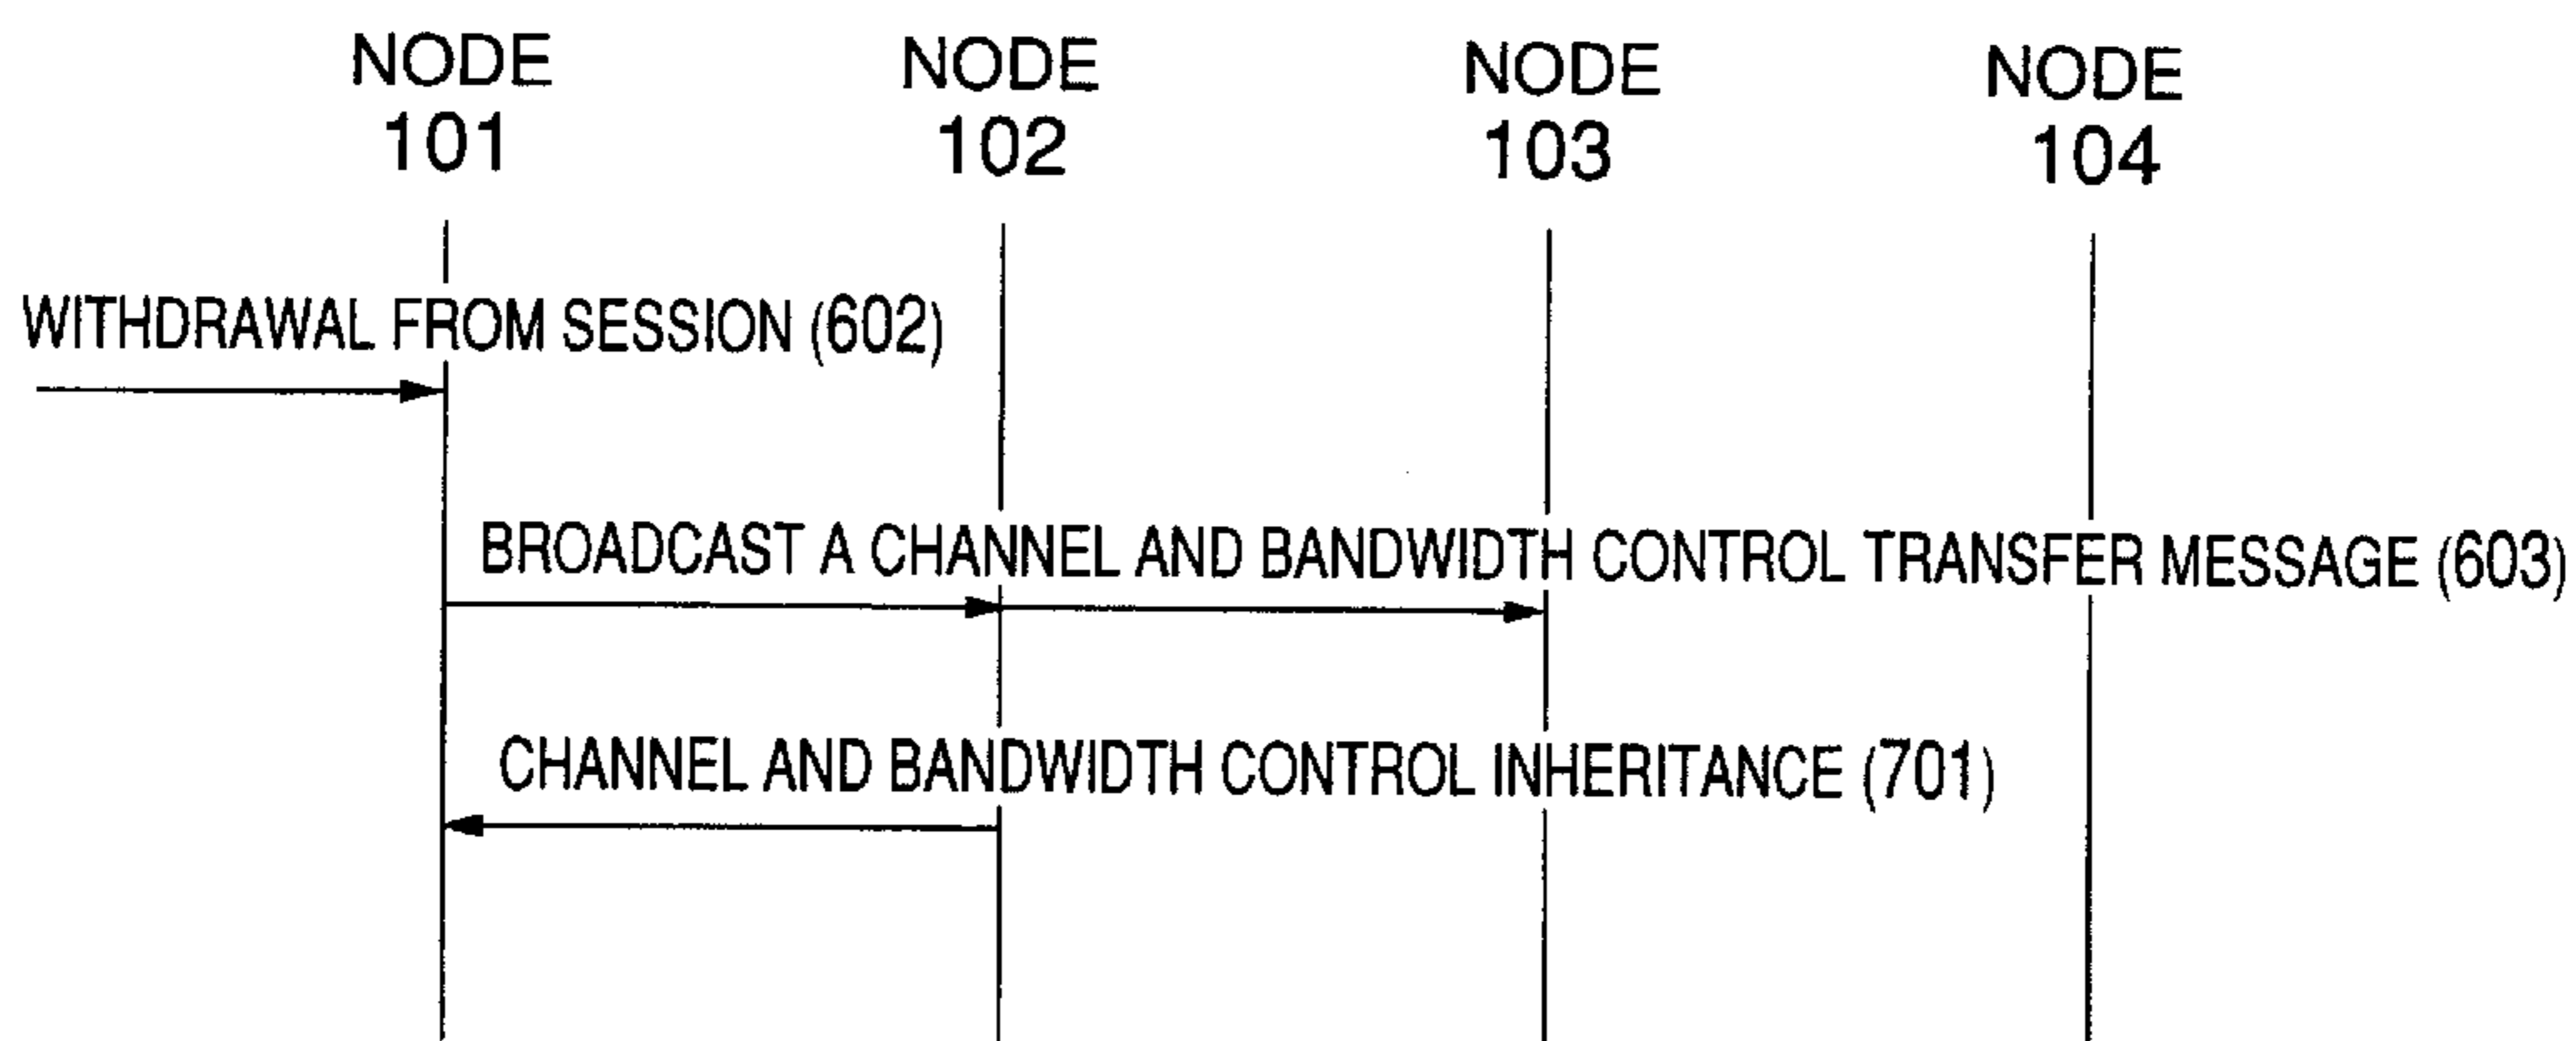 NODE 101
NODE 102
NODE 103
NODE 104
WITHDRAWAL FROM SESSION (602)
BROADCAST A CHANNEL AND BANDWIDTH CONTROL TRANSFER MESSAGE (603)
CHANNEL AND BANDWIDTH CONTROL INHERITANCE (701)